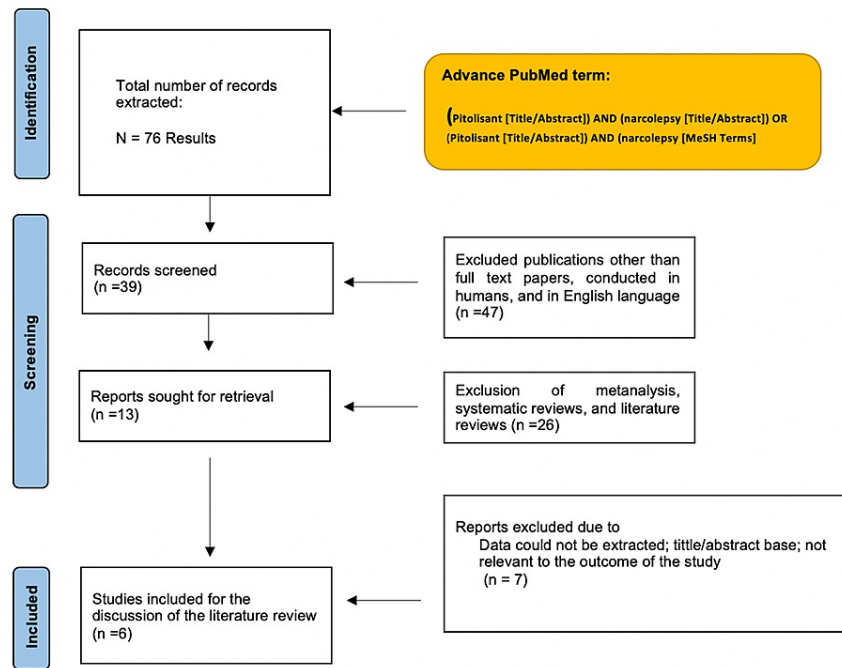 Identification
Total number of records
extracted:
N = 76 Results
Advance PubMed term:
(Pitolisant [Title/Abstract]) AND (narcolepsy [Title/Abstract]) OR
(Pitolisant [Title/Abstract]) AND (narcolepsy [MeSH Terms]
Screening
Records screened
(n =39)
Excluded publications other than
full text papers, conducted in
humans, and in English language
(n =47)
Reports sought for retrieval
(n =13)
Exclusion of metanalysis,
systematic reviews, and literature
reviews (n =26)
Reports excluded due to
Data could not be extracted; tittle/abstract base; not
relevant to the outcome of the study
(n = 7)
Included
Studies included for the
discussion of the literature review
(n =6)